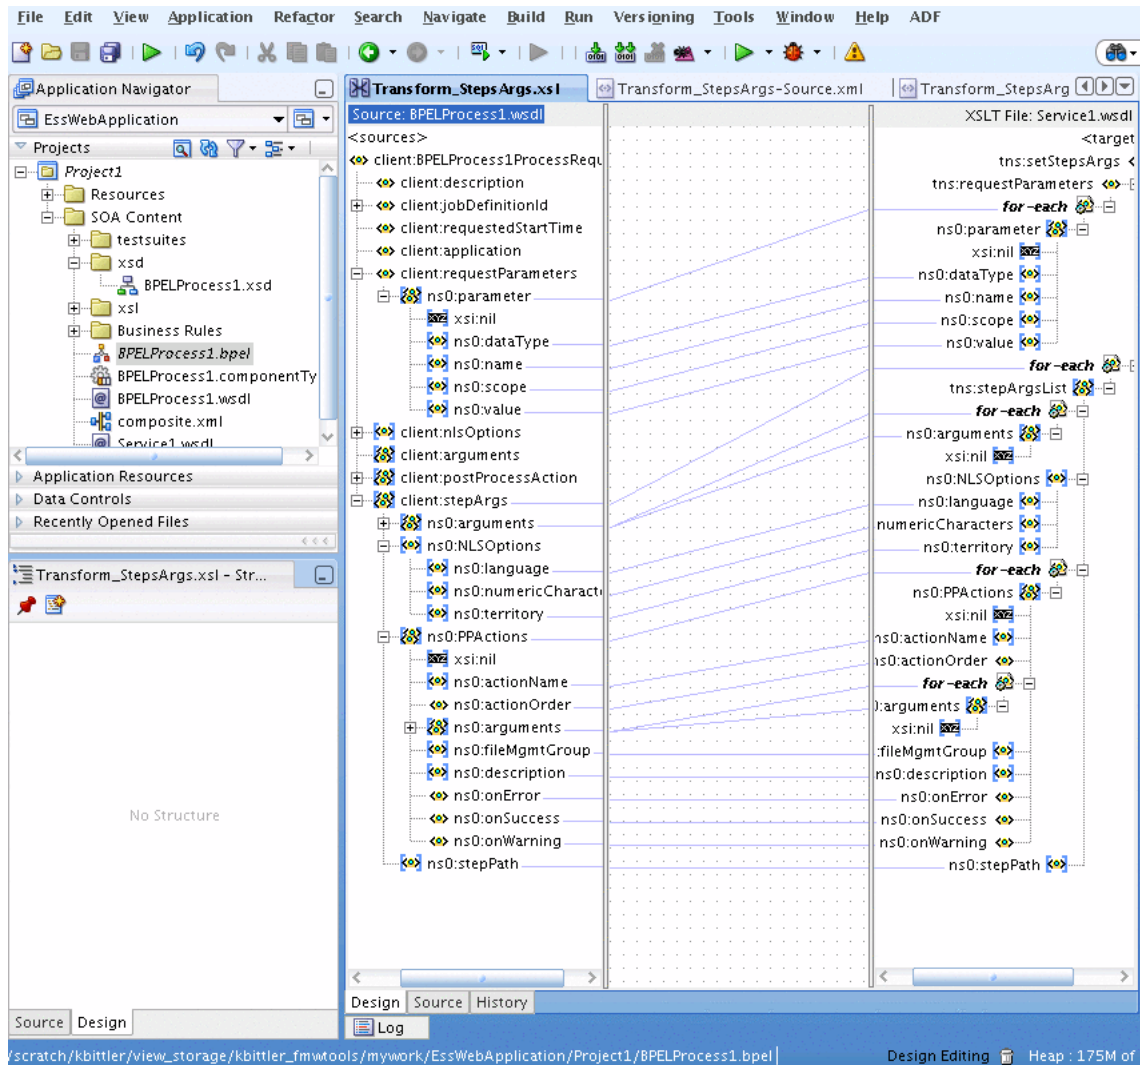 File Edit View Application Refactor Search Navigate Build Run Versioning Tools Window Help ADF
Application Navigator
EssWebApplication
Projects
Project1
Resources
SOA Content
testsuites
xsd
BPELProcess1.xsd
xsl
Business Rules
BPELProcess1.bpel
BPELProcess1.componentTy
BPELProcess1.wsdl
composite.xml
Service1.wsdl
Application Resources
Data Controls
Recently Opened Files
Transform_StepsArgs.xsl - Str...
No Structure
Source Design
Transform_StepsArgs.xsl
Transform_StepsArgs-Source.xml
Transform_StepsArg
Source: BPELProcess1.wsdl
<sources>
client:BPELProcess1ProcessRequ
client:description
client:jobDefinitionId
client:requestedStartTime
client:application
client:requestParameters
ns0:parameter
xsi:nil
ns0:dataType
ns0:name
ns0:scope
ns0:value
client:nlsOptions
client:arguments
client:postProcessAction
client:stepArgs
ns0:arguments
ns0:NLSOptions
ns0:language
ns0:numericCharact
ns0:territory
ns0:PPActions
xsi:nil
ns0:actionName
ns0:actionOrder
ns0:arguments
ns0:fileMgmtGroup
ns0:description
ns0:onError
ns0:onSuccess
ns0:onWarning
ns0:stepPath
XSLT File: Service1.wsdl
<target
tns:setStepsArgs
tns:requestParameters
for-each
ns0:parameter
xsi:nil
ns0:dataType
ns0:name
ns0:scope
ns0:value
for-each
tns:stepArgsList
for-each
ns0:arguments
xsi:nil
ns0:NLSOptions
ns0:language
numericCharacters
ns0:territory
for-each
ns0:PPActions
xsi:nil
ns0:actionName
ns0:actionOrder
for-each
):arguments
xsi:nil
:fileMgmtGroup
ns0:description
ns0:onError
ns0:onSuccess
ns0:onWarning
ns0:stepPath
Design Source History
Log
/scratch/kbittler/view_storage/kbittler_fmwtools/mywork/EssWebApplication/Project1/BPELProcess1.bpel
Design Editing Heap : 175M of